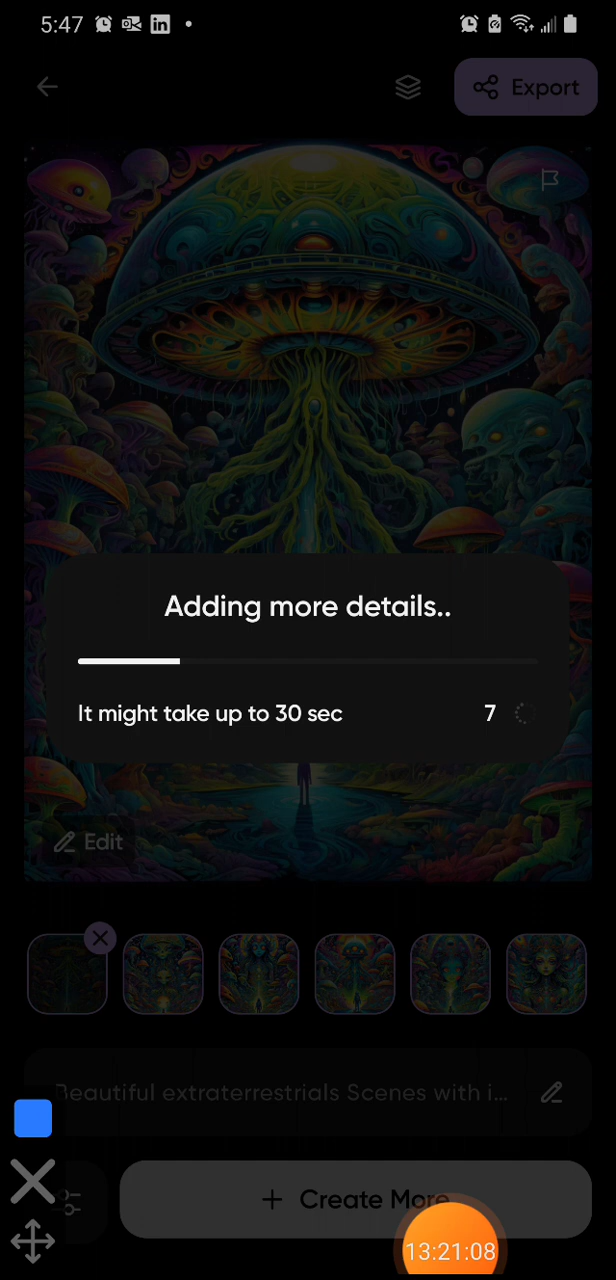 5:47
Export
Adding more details..
It might take up to 30 sec
7
Edit
Beautiful extraterrestrials Scenes with i...
+ Create More
13:21:08